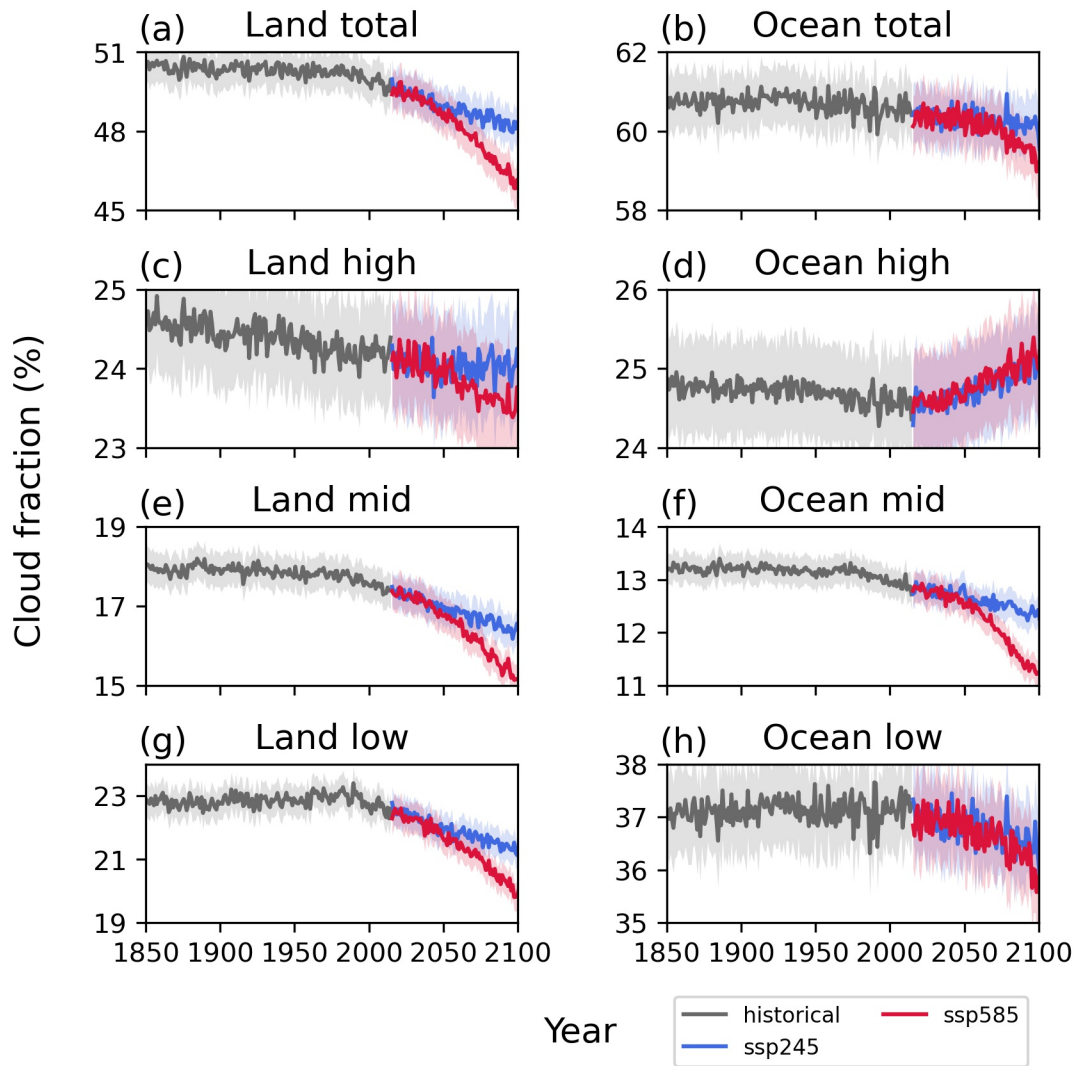 (a) Land total
(b) Ocean total
51
48
45
62
60
58
(c) Land high
(d) Ocean high
25
24
23
26
25
24
(e) Land mid
(f) Ocean mid
19
17
15
14
13
12
11
(g) Land low
(h) Ocean low
23
21
19
38
37
36
35
1850 1900 1950 2000 2050 2100
1850 1900 1950 2000 2050 2100
Cloud fraction (%)
Year
historical
ssp245
ssp585